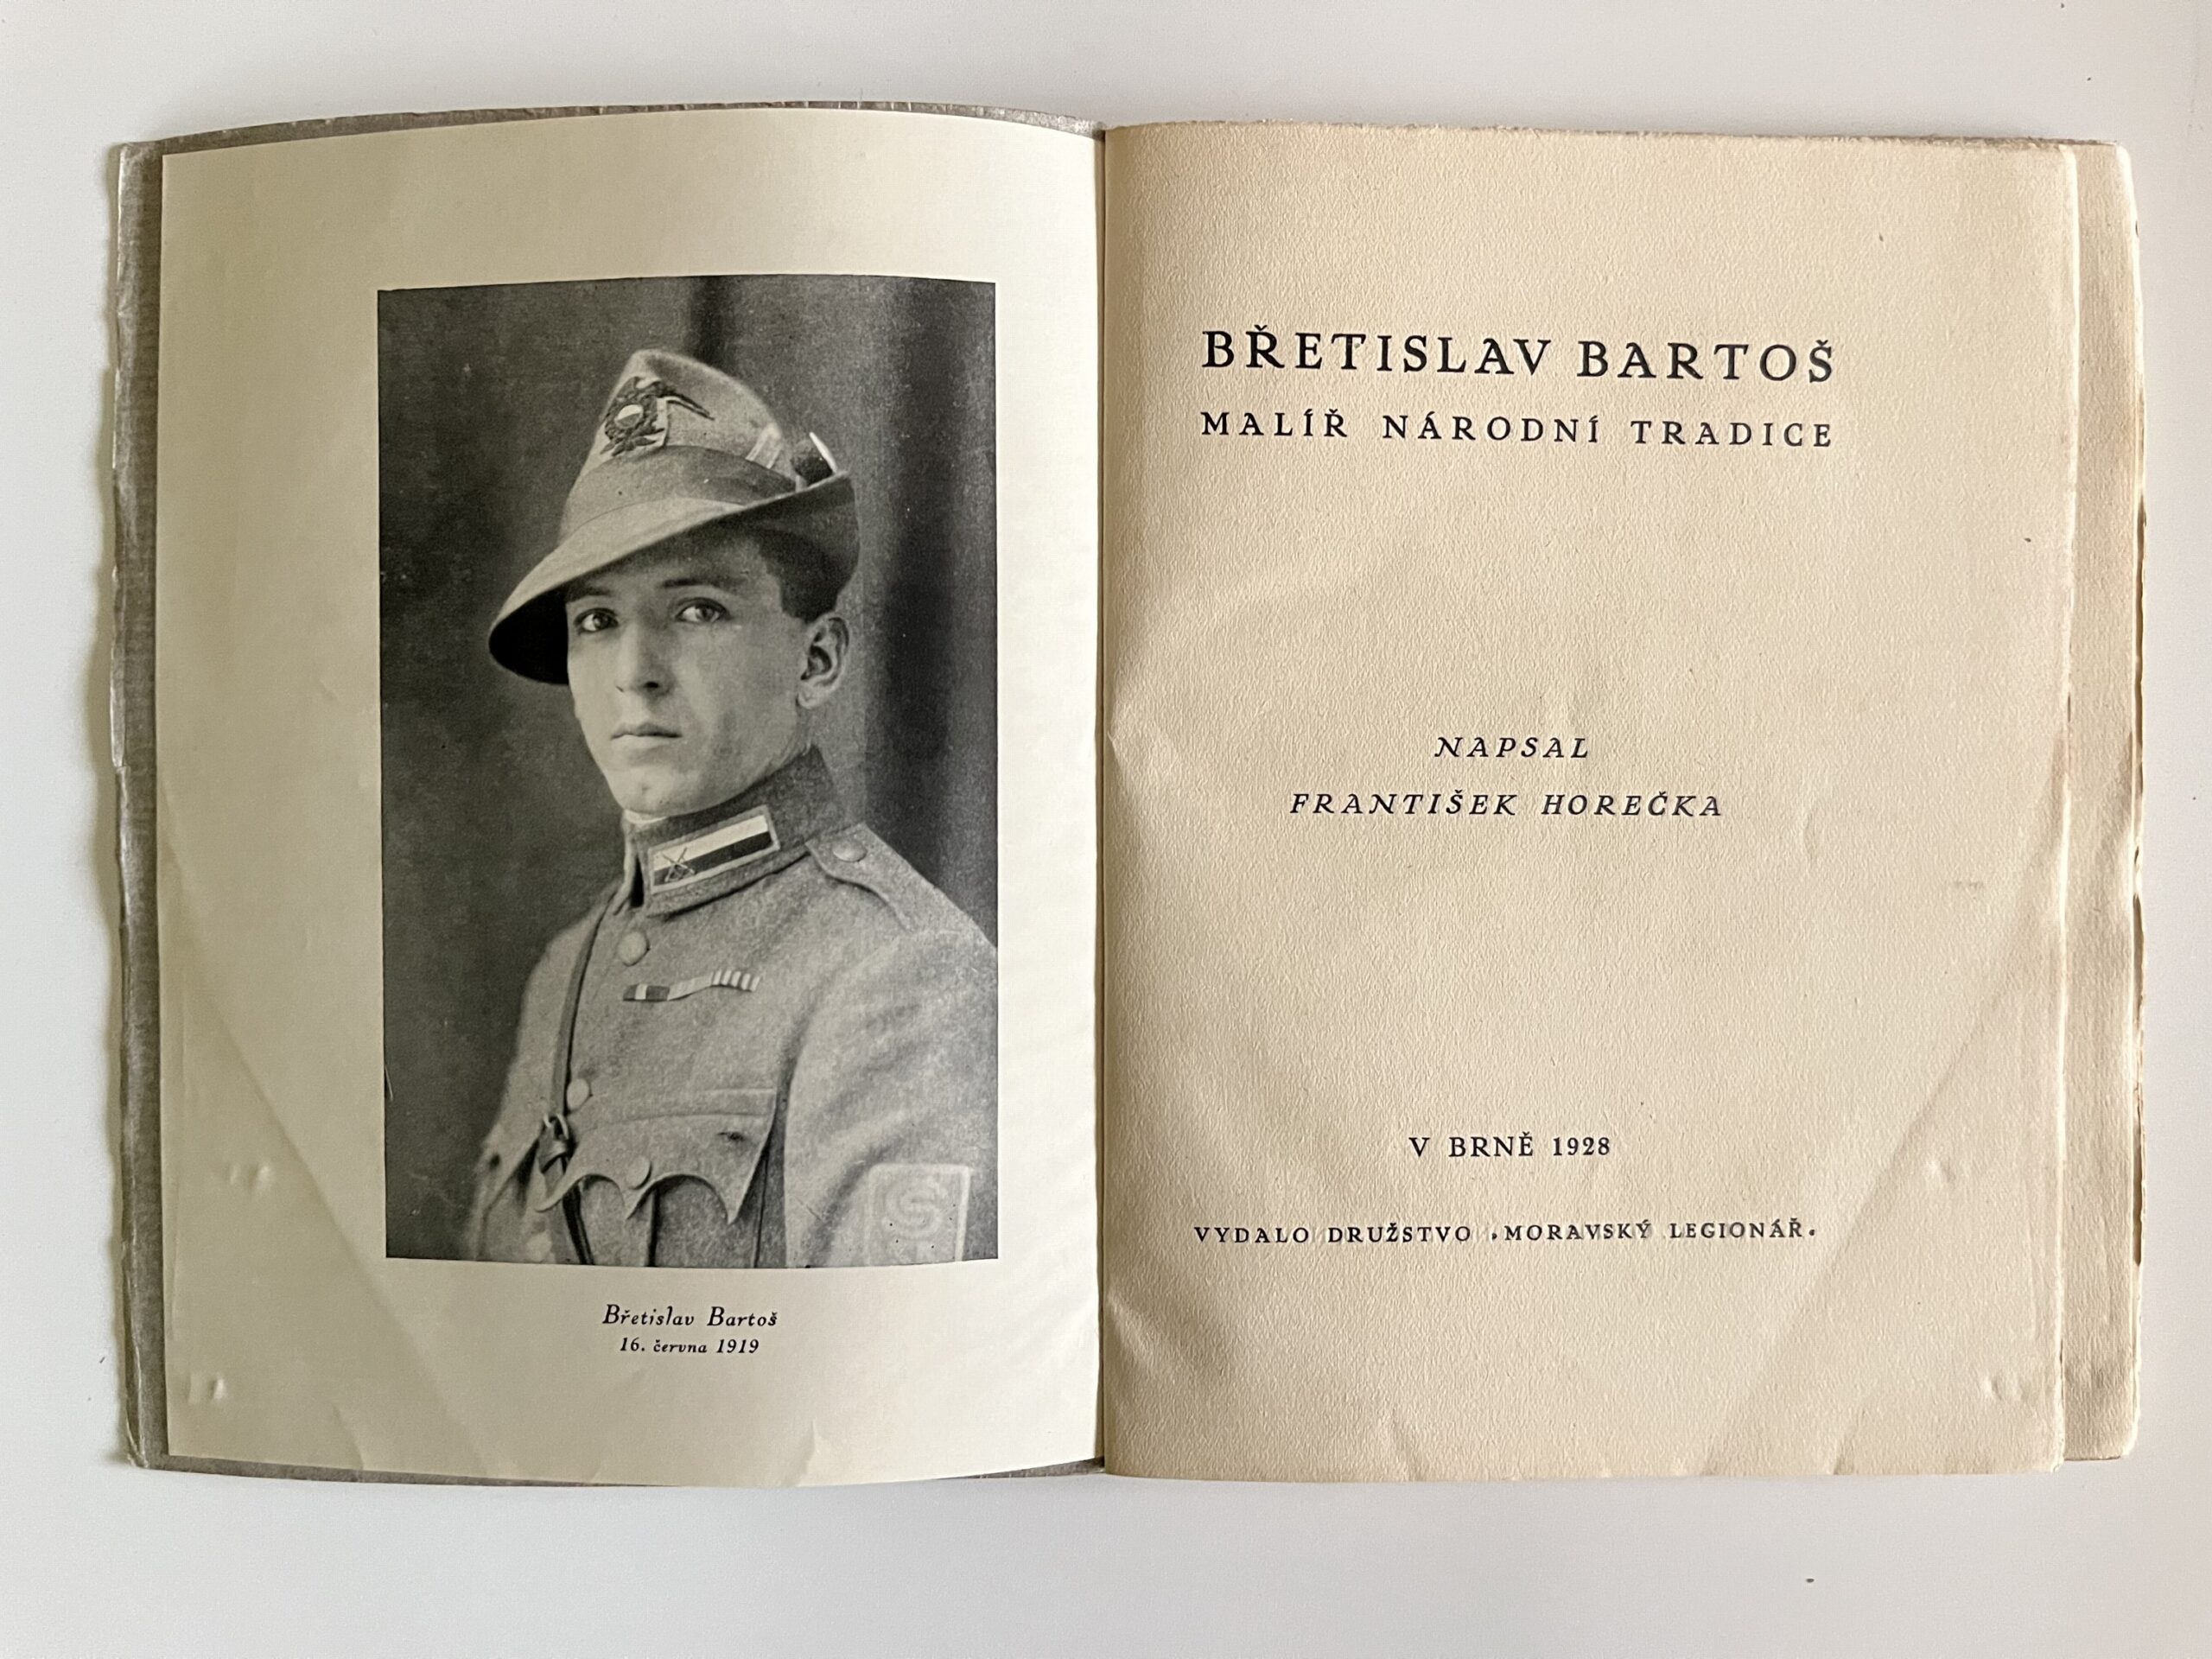 Břetislav Bartoš
16. června 1919
BŘETISLAV BARTOŠ
MALÍŘ NÁRODNÍ TRADICE
NAPSAL
FRANTIŠEK HOREČKA
V BRNĚ 1928
VYDALO DRUŽSTVO ‚MORAVSKÝ LEGIONÁŘ‘